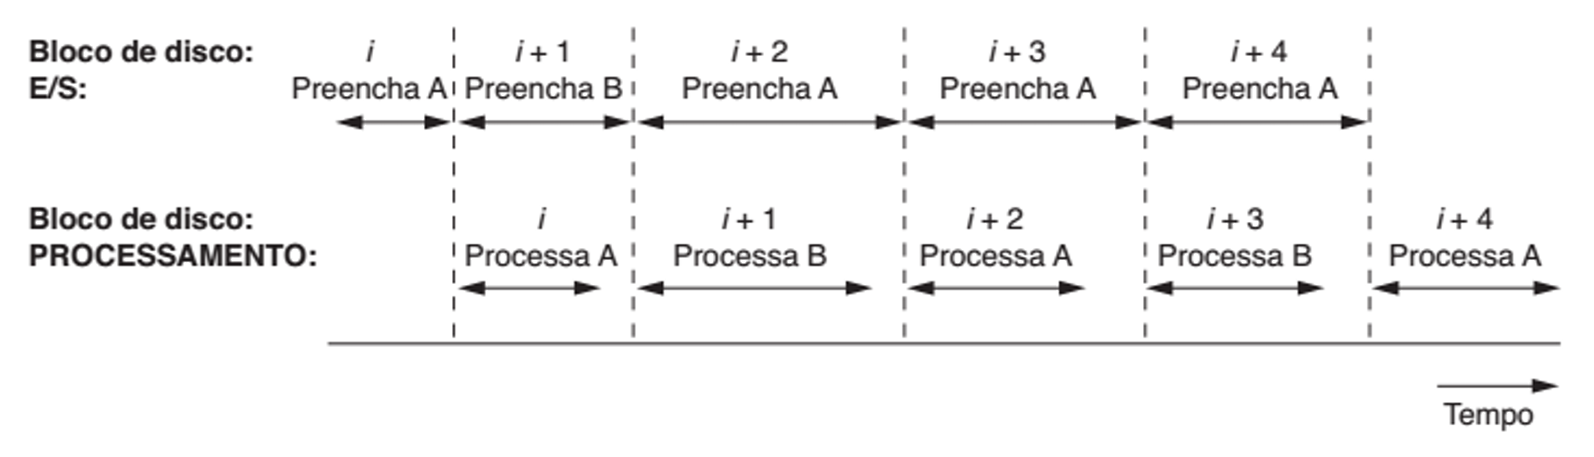 Bloco de disco: i i + 1 i + 2 i + 3 i + 4
E/S: Preencha A Preencha B Preencha A Preencha A Preencha A
Bloco de disco: i i + 1 i + 2 i + 3 i + 4
PROCESSAMENTO: Processa A Processa B Processa A Processa B Processa A
Tempo